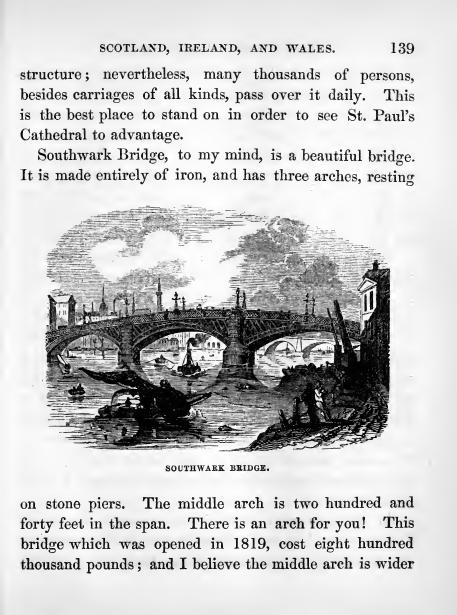 SCOTLAND, IRELAND, AND WALES. 139
structure; nevertheless, many thousands of persons,
besides carriages of all kinds, pass over it daily. This
is the best place to stand on in order to see St. Paul's
Cathedral to advantage.
Southwark Bridge, to my mind, is a beautiful bridge.
It is made entirely of iron, and has three arches, resting
SOUTHWARK BRIDGE.
on stone piers. The middle arch is two hundred and
forty feet in the span. There is an arch for you! This
bridge which was opened in 1819, cost eight hundred
thousand pounds; and I believe the middle arch is wider